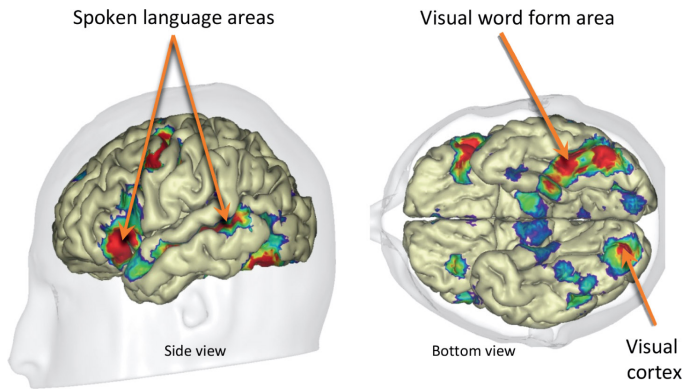 Spoken language areas
Visual word form area
Side view
Bottom view
Visual
cortex